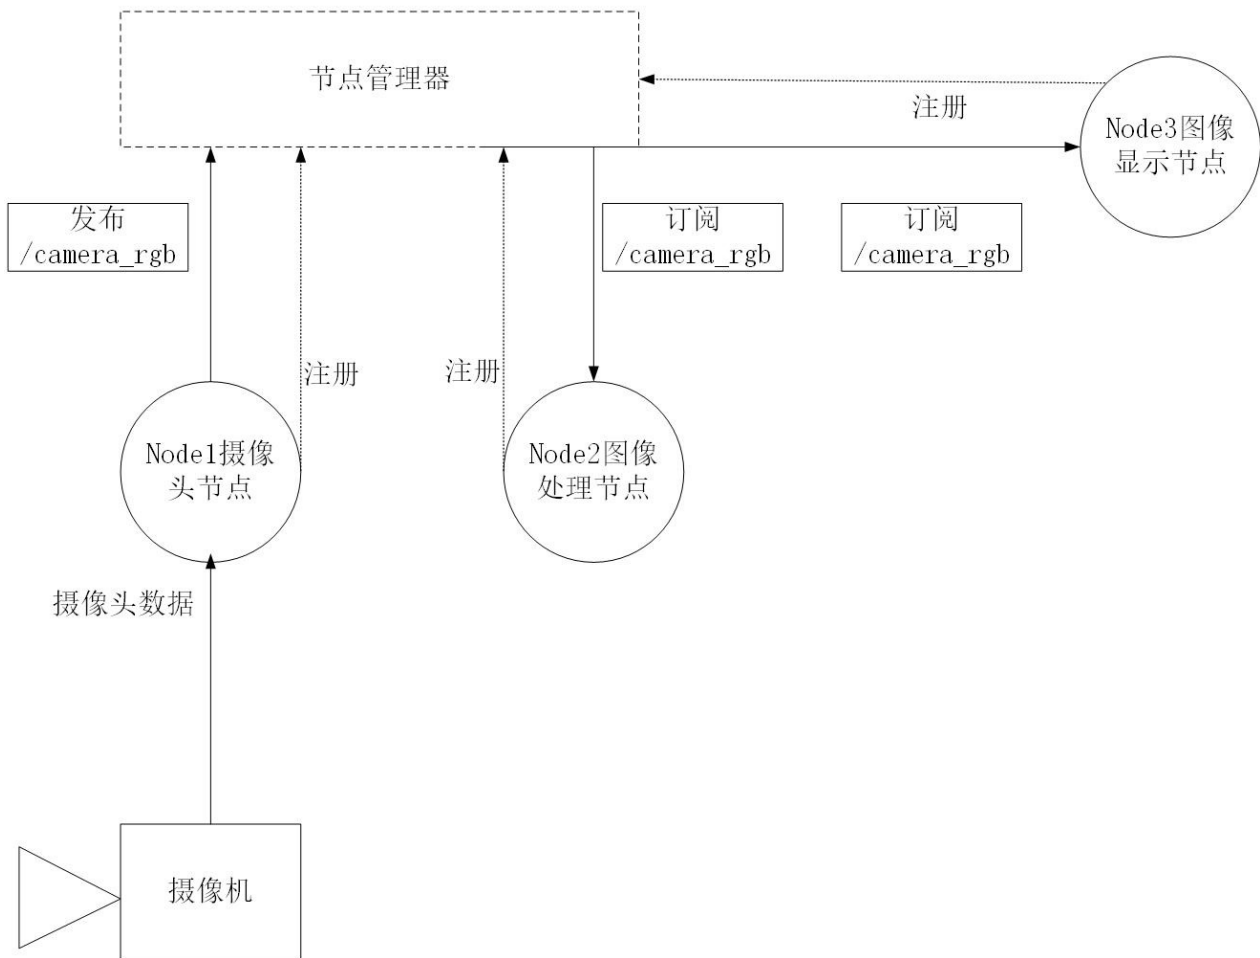 节点管理器
注册
Node3图像
显示节点
发布
/camera_rgb
订阅
/camera_rgb
订阅
/camera_rgb
注册
注册
Node1摄像
头节点
Node2图像
处理节点
摄像头数据
摄像机